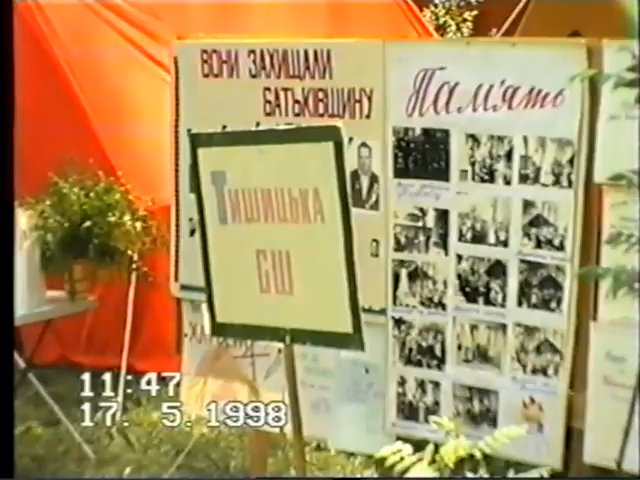 ВОНИ ЗАХИЩАЛИ
БАТЬКІВЩИНУ
Пам'ять
ТИШИЦЬКА
СШ
11:47
17. 5.1998